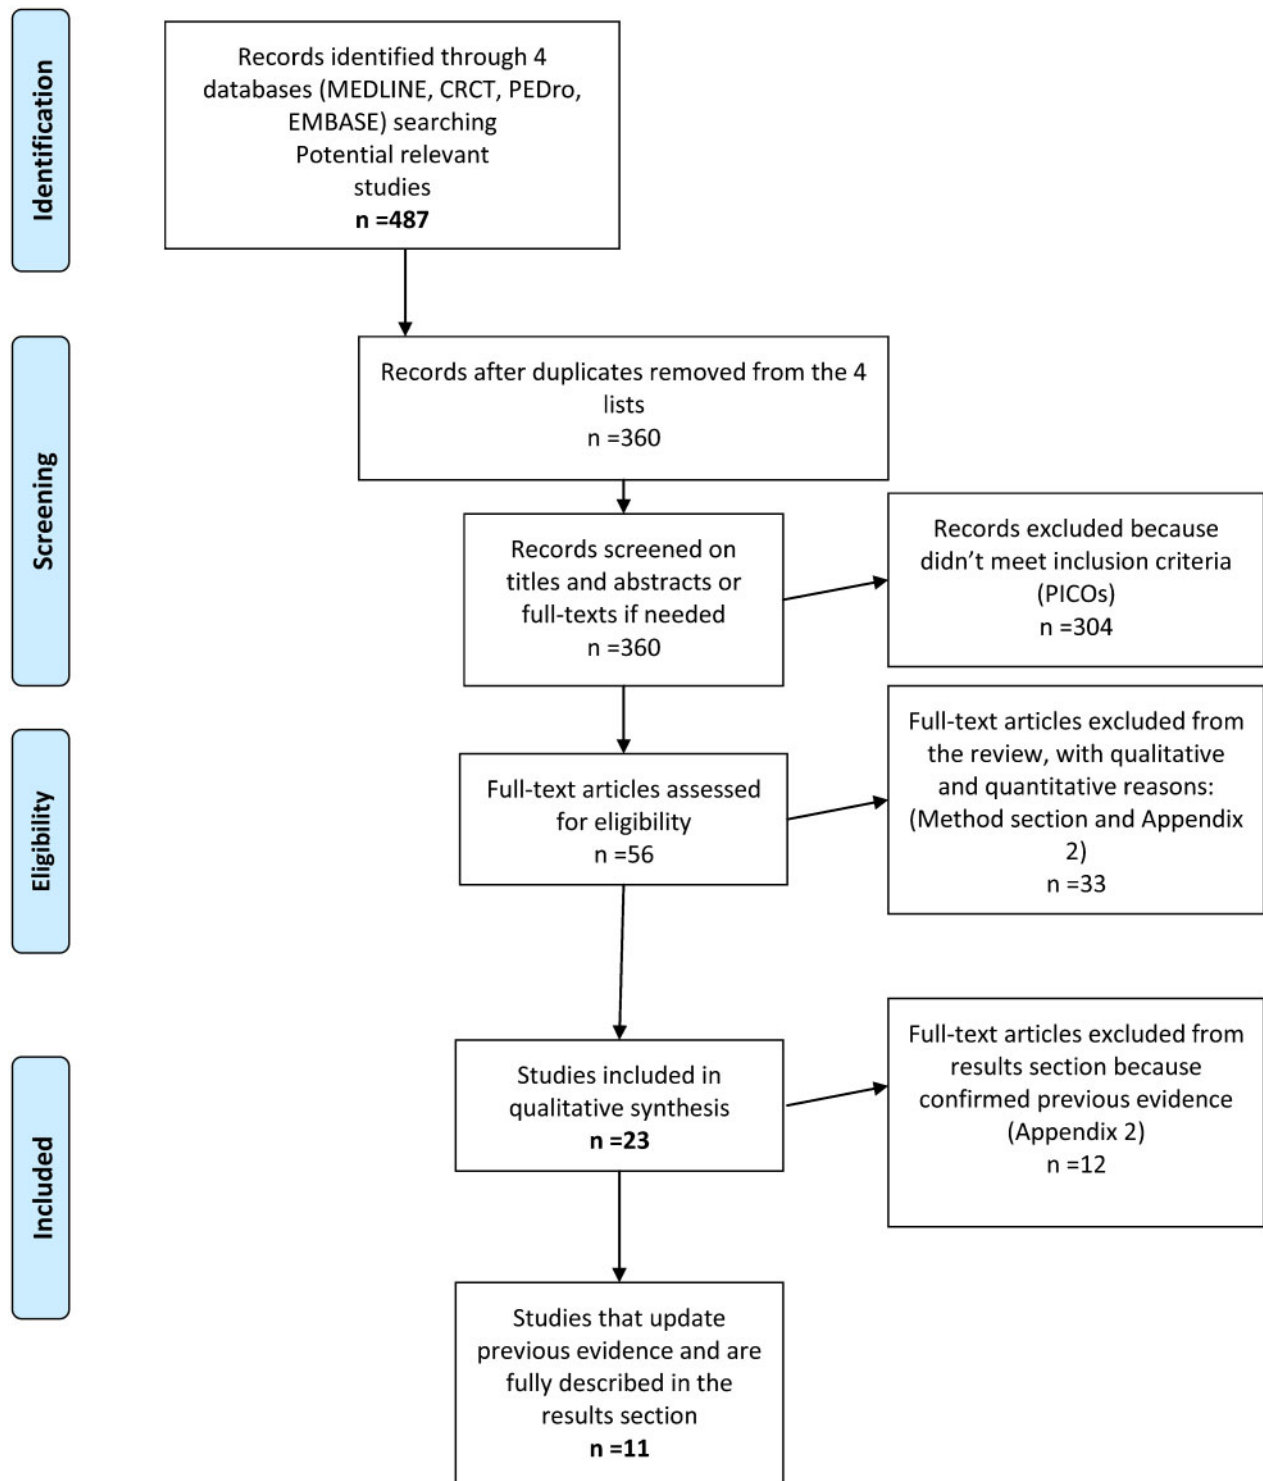 Identification
Records identified through 4
databases (MEDLINE, CRCT, PEDro,
EMBASE) searching
Potential relevant
studies
n =487
Screening
Records after duplicates removed from the 4
lists
n =360
Records screened on
titles and abstracts or
full-texts if needed
n =360
Records excluded because
didn’t meet inclusion criteria
(PICOs)
n =304
Eligibility
Full-text articles assessed
for eligibility
n =56
Full-text articles excluded from
the review, with qualitative
and quantitative reasons:
(Method section and Appendix
2)
n =33
Included
Studies included in
qualitative synthesis
n =23
Full-text articles excluded from
results section because
confirmed previous evidence
(Appendix 2)
n =12
Studies that update
previous evidence and are
fully described in the
results section
n =11